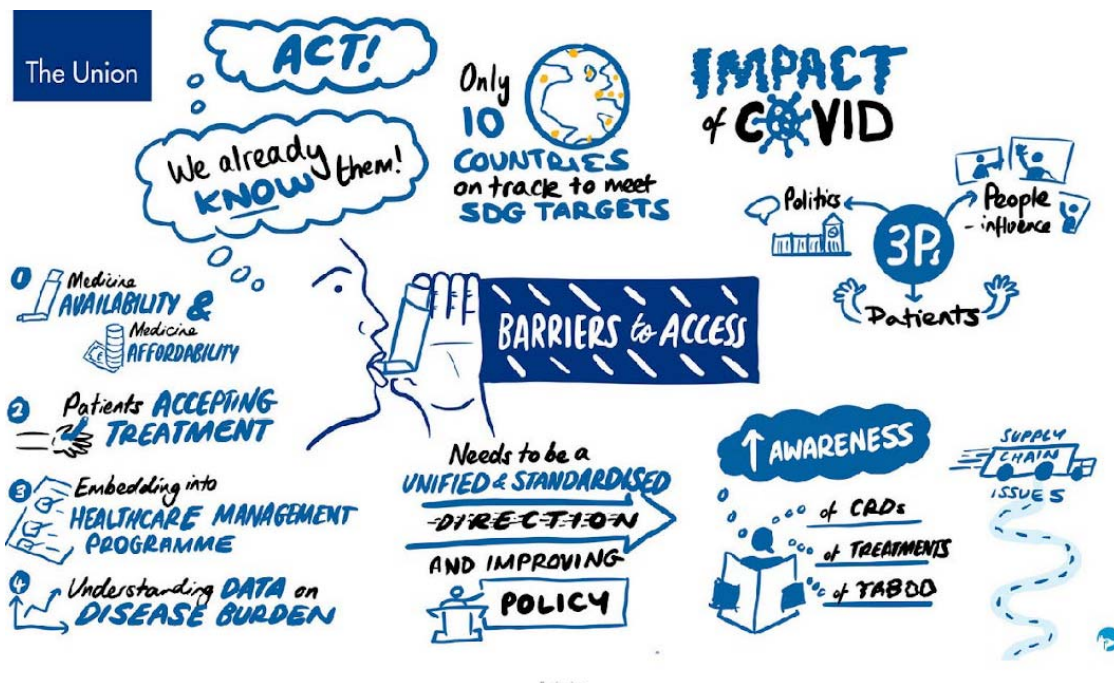 The Union
ACT!
We already
KNOW them!
Only
10
COUNTRIES
on track to meet
SDG TARGETS
IMPACT
of COVID
Politics
People
- influence
3Ps
Patients
1 Medicine
AVAILABILITY &
Medicine
AFFORDABILITY
2 Patients ACCEPTING
TREATMENT
3 Embedding into
HEALTHCARE MANAGEMENT
PROGRAMME
4 Understanding DATA on
DISEASE BURDEN
BARRIERS to ACCESS
Needs to be a
UNIFIED & STANDARDISED
DIRECTION
AND IMPROVING
POLICY
↑ AWARENESS
of CRDs
of TREATMENTS
of TABOO
SUPPLY
CHAIN
ISSUES